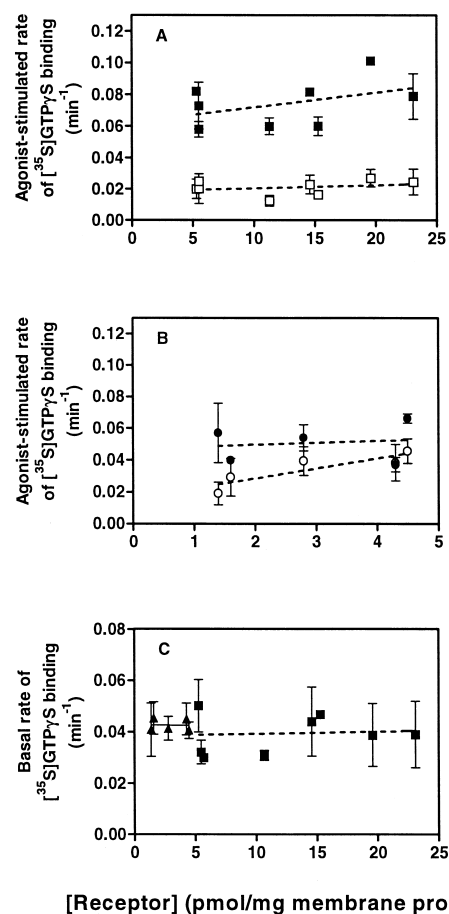 A
Agonist-stimulated rate
of [³⁵S]GTPγS binding
(min⁻¹)
0.12
0.10
0.08
0.06
0.04
0.02
0.00
0 5 10 15 20 25
B
Agonist-stimulated rate
of [³⁵S]GTPγS binding
(min⁻¹)
0.12
0.10
0.08
0.06
0.04
0.02
0.00
0 1 2 3 4 5
C
Basal rate of
[³⁵S]GTPγS binding
(min⁻¹)
0.08
0.06
0.04
0.02
0.00
0 5 10 15 20 25
[Receptor] (pmol/mg membrane pro